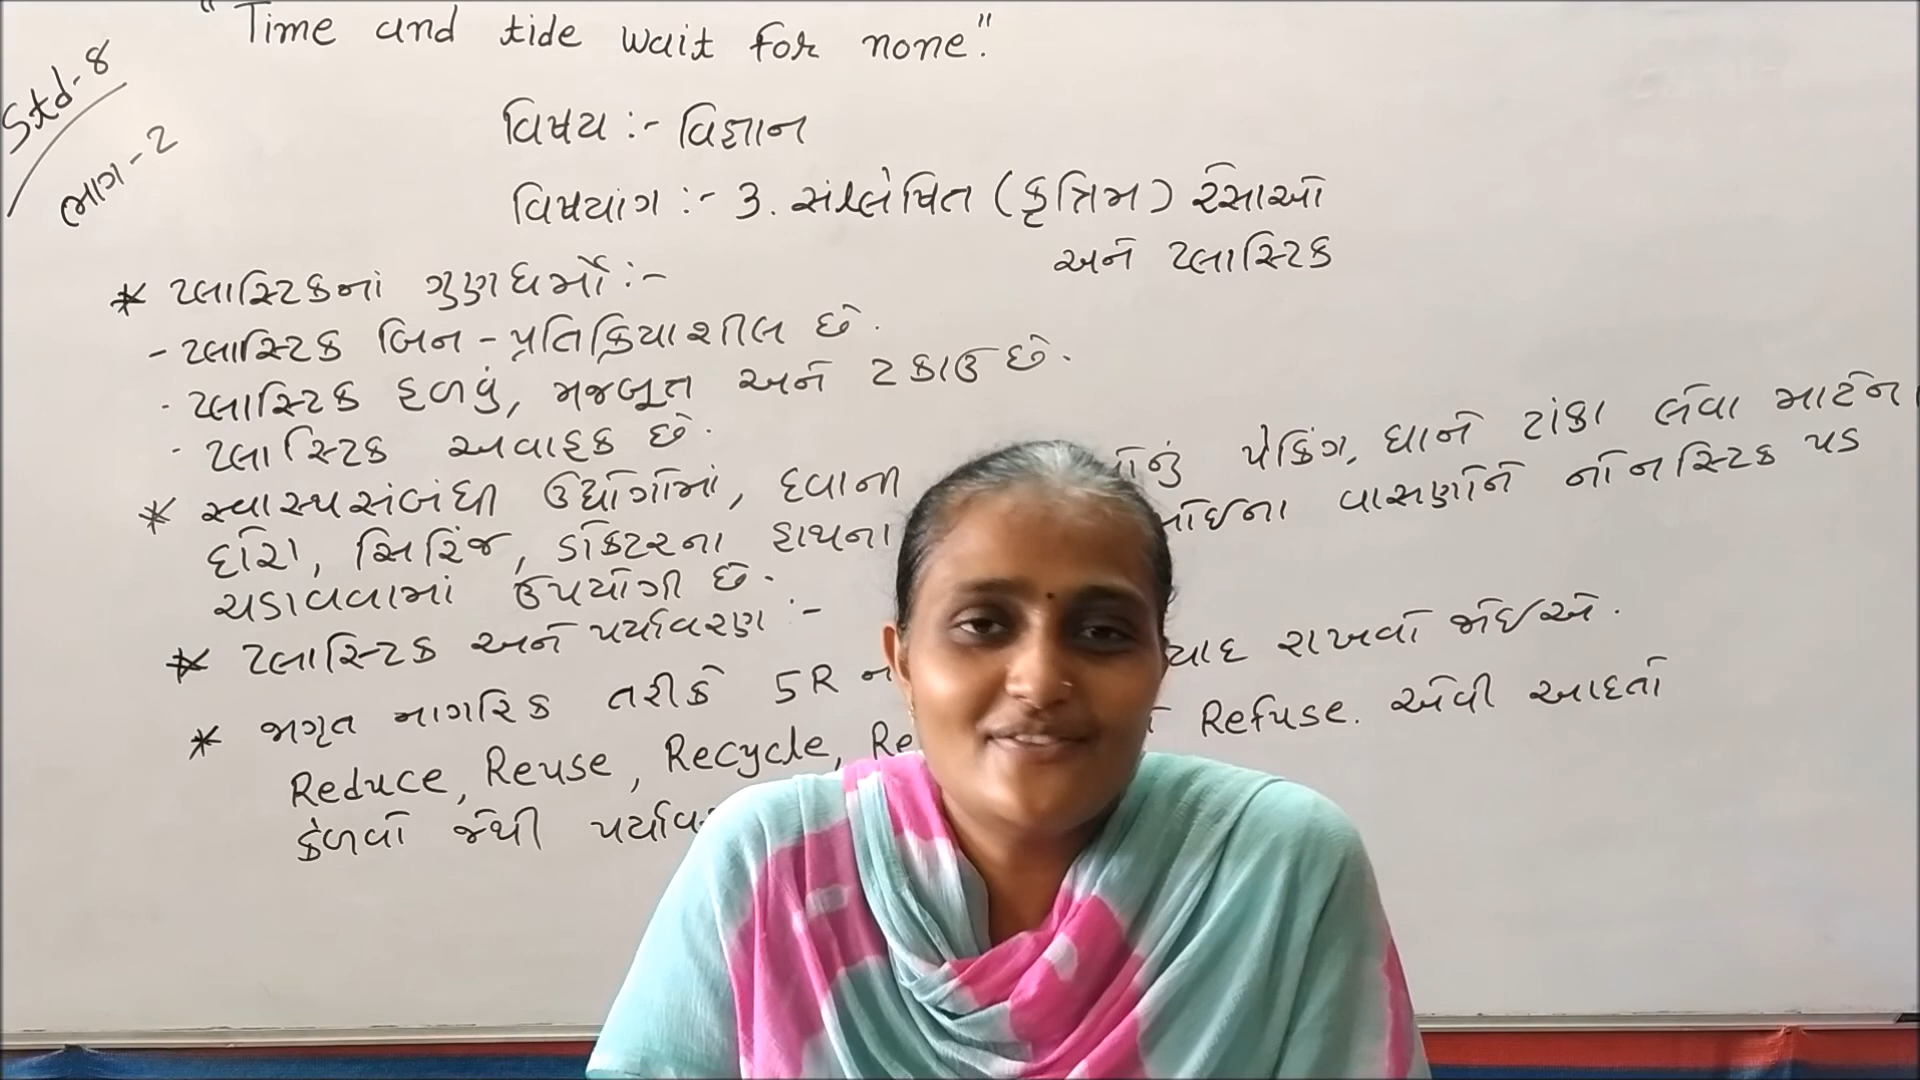 "Time and tide wait for none."
Std-8
ભાગ-2
વિષય :- વિજ્ઞાન
વિષયાંગ :- 3. સંશ્લેષિત (કૃત્રિમ) રેસાઓ
અને પ્લાસ્ટિક
* પ્લાસ્ટિકનાં ગુણધર્મો :-
- પ્લાસ્ટિક બિન-પ્રતિક્રિયાશીલ છે.
- પ્લાસ્ટિક હળવું, મજબૂત અને ટકાઉ છે.
- પ્લાસ્ટિક અવાહક છે.
* સ્વાસ્થ્યસંબંધી ઉદ્યોગોમાં, દવાની પેકિંગ, ઘાને ટાંકા લેવા માટેના
દોરા, સિરિંજ, ડૉક્ટરના હાથના વાસણોને નોનસ્ટિક પડ
ચડાવવામાં ઉપયોગી છે.
* પ્લાસ્ટિક અને પર્યાવરણ :-
* જાગૃત નાગરિક તરીકે 5R યાદ રાખવો જોઈએ.
Reduce, Reuse, Recycle, Refuse. એવી આદતો
કેળવો જેથી